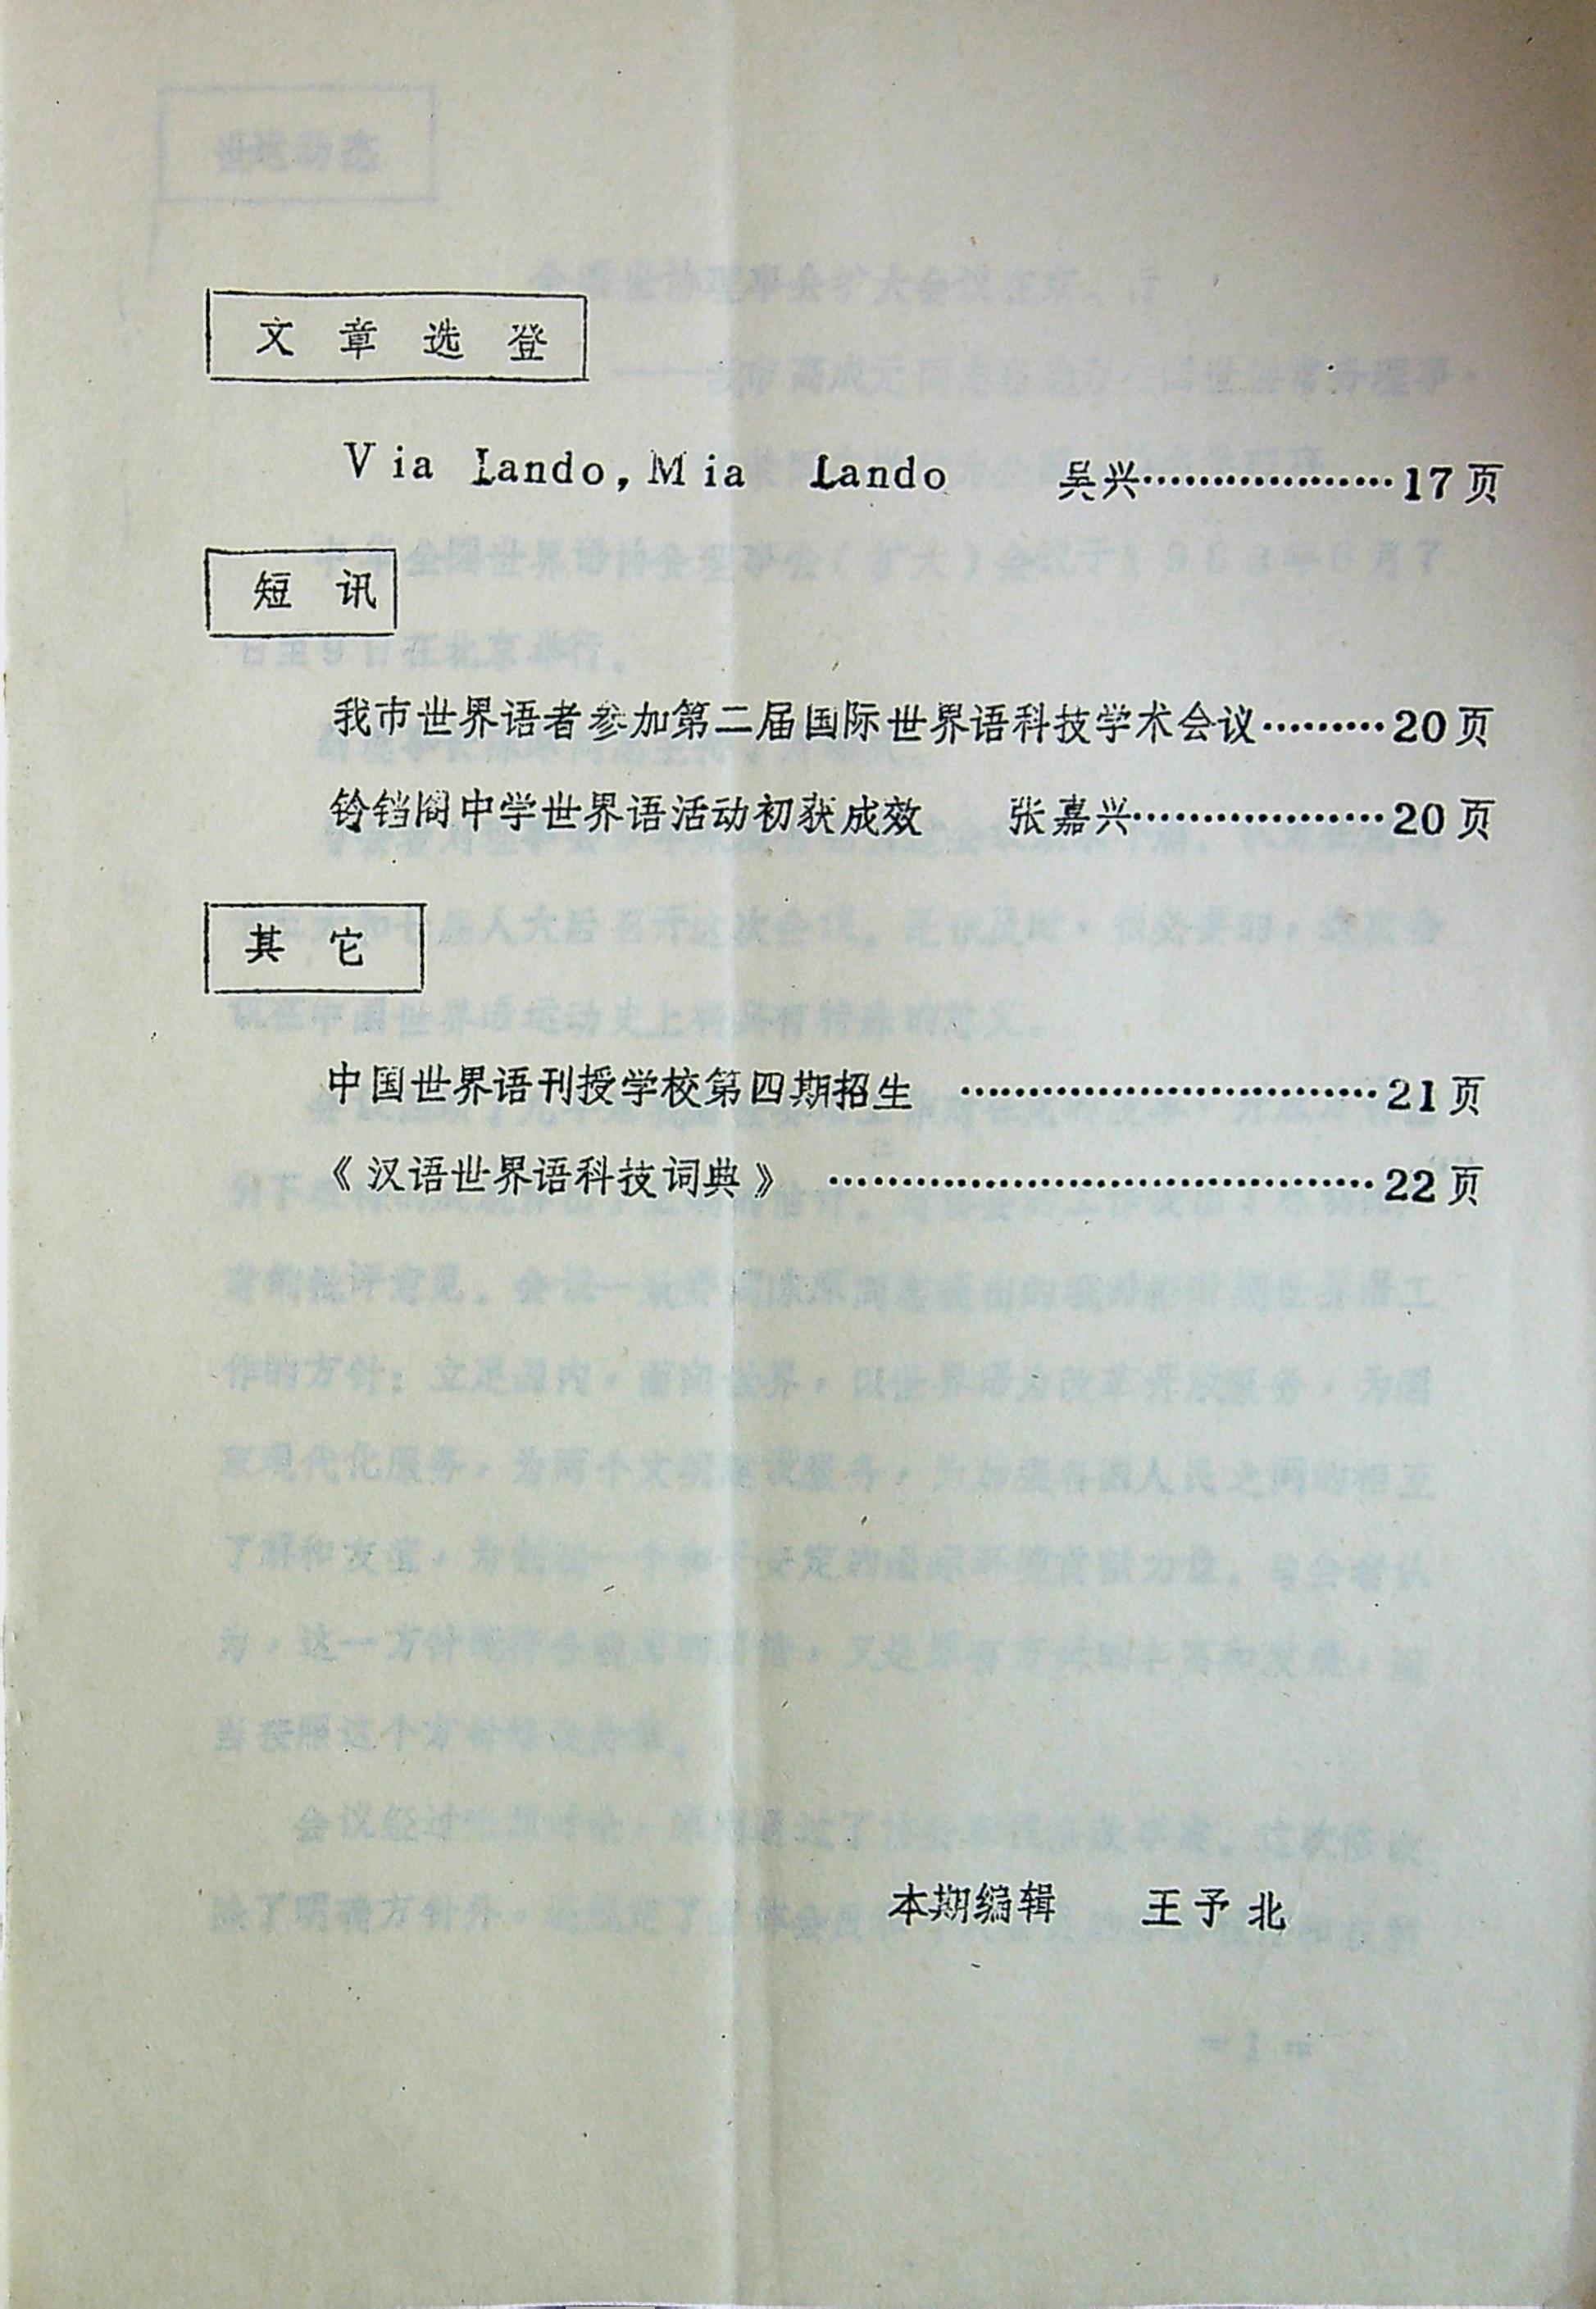 文章选登
Via Lando, Mia Lando 吴兴………………17页
短讯
我市世界语者参加第二届国际世界语科技学术会议………20页
铃铛阁中学世界语活动初获成效 张嘉兴………………20页
其它
中国世界语刊授学校第四期招生 …………………………21页
《汉语世界语科技词典》 …………………………………22页
本期编辑 王予北